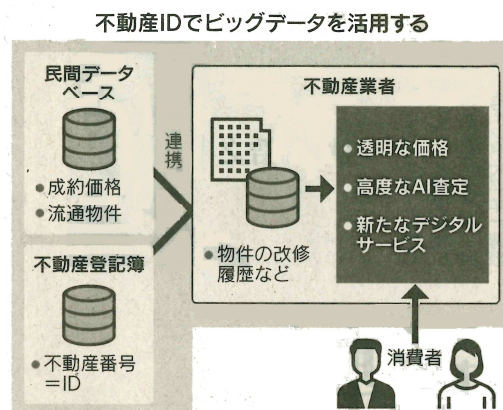 不動産IDでビッグデータを活用する
民間データ
ベース
• 成約価格
• 流通物件
不動産登記簿
• 不動産番号
＝ID
連携
不動産業者
• 物件の改修
履歴など
• 透明な価格
• 高度なAI査定
• 新たなデジタル
サービス
消費者